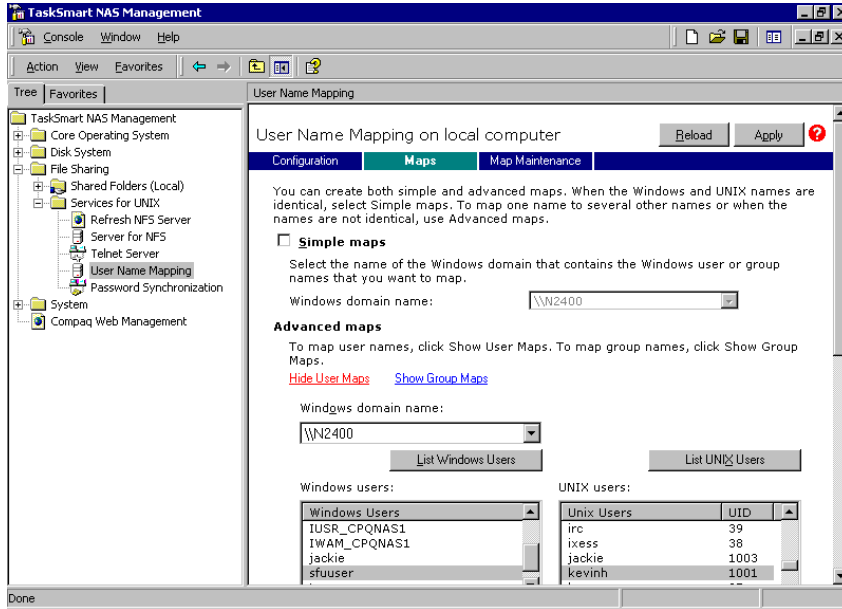 TaskSmart NAS Management
Console Window Help
Action View Favorites
Tree Favorites
User Name Mapping
TaskSmart NAS Management
Core Operating System
Disk System
File Sharing
Shared Folders (Local)
Services for UNIX
Refresh NFS Server
Server for NFS
Telnet Server
User Name Mapping
Password Synchronization
System
Compaq Web Management
User Name Mapping on local computer
Reload Apply
Configuration Maps Map Maintenance
You can create both simple and advanced maps. When the Windows and UNIX names are
identical, select Simple maps. To map one name to several other names or when the
names are not identical, use Advanced maps.
Simple maps
Select the name of the Windows domain that contains the Windows user or group
names that you want to map.
Windows domain name: \\N2400
Advanced maps
To map user names, click Show User Maps. To map group names, click Show Group
Maps.
Hide User Maps Show Group Maps
Windows domain name:
\\N2400
List Windows Users List UNIX Users
Windows users: UNIX users:
Windows Users Unix Users UID
IUSR_CPQNAS1 irc 39
IWAM_CPQNAS1 ixess 38
jackie jackie 1003
sfuuser kevinh 1001
Done